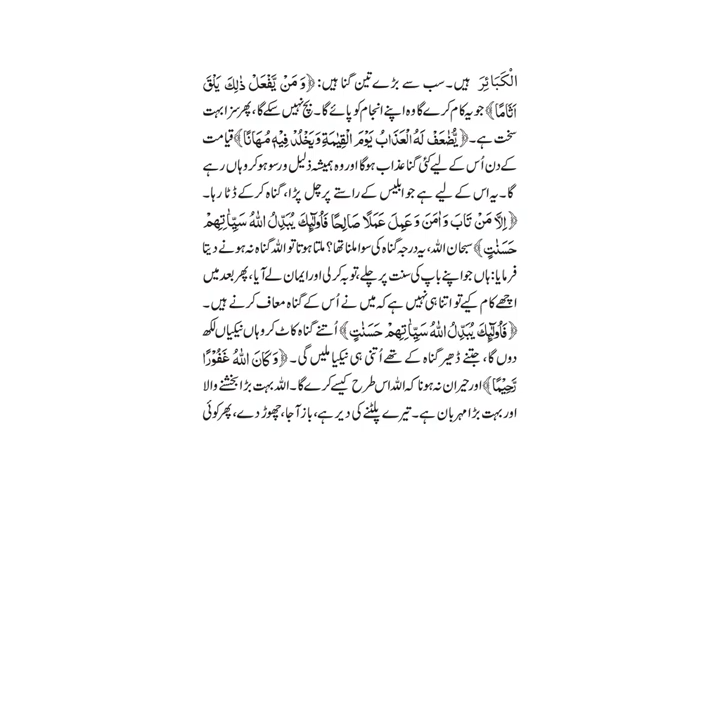 الْكَبَائِرَ ہیں۔ سب سے بڑے تین گنا ہیں: ﴿وَ مَنْ يَّفْعَلْ ذٰلِكَ يَلْقَ
اَثَامًا﴾ جو یہ کام کرے گا وہ اپنے انجام کو پائے گا۔ بچ نہیں سکے گا، پھر سزا بہت
سخت ہے۔ ﴿يُّضٰعَفْ لَهُ الْعَذَابُ يَوْمَ الْقِيٰمَةِ وَيَخْلُدْ فِيْهٖ مُهَانًا﴾ قیامت
کے دن اُس کے لیے کئی گنا عذاب ہوگا اور وہ ہمیشہ ذلیل و رسو ہو کر وہاں رہے
گا۔ یہ اس کے لیے ہے جو ابلیس کے راستے پر چل پڑا، گناہ کر کے ڈٹا رہا۔
﴿اِلَّا مَنْ تَابَ وَ اٰمَنَ وَ عَمِلَ عَمَلًا صَالِحًا فَاُولٰٓىِٕكَ يُبَدِّلُ اللّٰهُ سَيِّاٰتِهِمْ
حَسَنٰتٍ﴾ سبحان اللہ، یہ درجہ گناہ کی سوا ملنا تھا؟ ملتا ہوتا تو اللہ گناہ نہ ہونے دیتا
فرمایا: ہاں جو اپنے باپ کی سنت پر چلے، توبہ کر لی اور ایمان لے آیا، پھر بعد میں
اچھے کام کیے تو اتنا ہی نہیں ہے کہ میں نے اُس کے گناہ معاف کرنے ہیں۔
﴿فَاُولٰٓىِٕكَ يُبَدِّلُ اللّٰهُ سَيِّاٰتِهِمْ حَسَنٰتٍ﴾ اُتنے گناہ کاٹ کر وہاں نیکیاں لکھ
دوں گا، جتنے ڈھیر گناہ کے تھے اُتنی ہی نیکیا ملیں گی۔ ﴿وَ كَانَ اللّٰهُ غَفُوْرًا
رَّحِيْمًا﴾ اور حیران نہ ہونا کہ اللہ اس طرح کیسے کرے گا۔ اللہ بہت بڑا بخشنے والا
اور بہت بڑا مہربان ہے۔ تیرے پلٹنے کی دیر ہے، باز آ جا، چھوڑ دے، پھر کوئی